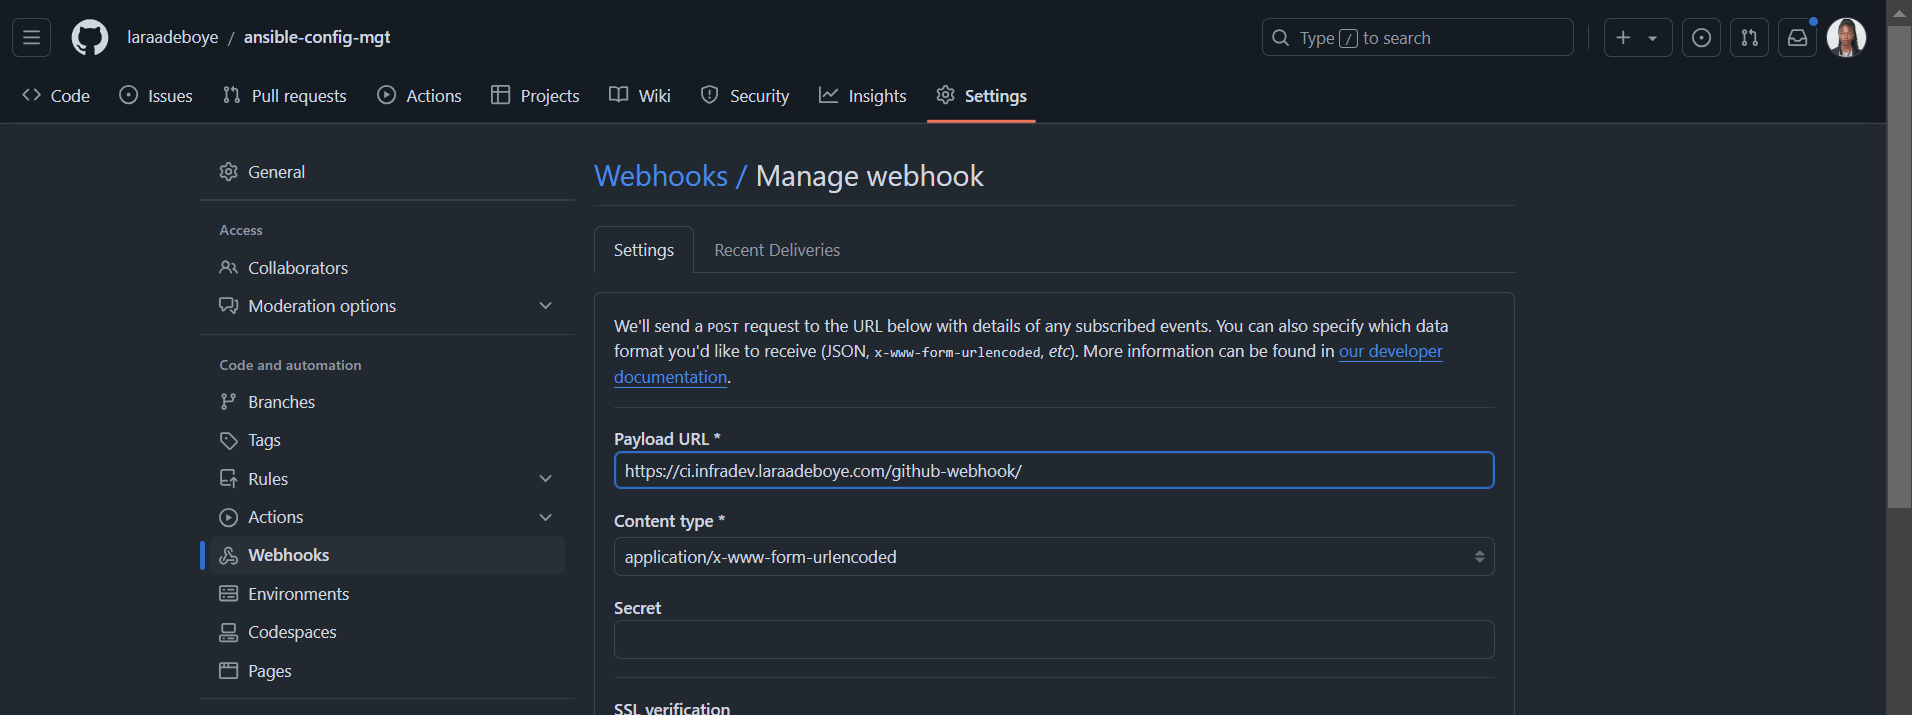 laraadeboye / ansible-config-mgt
Type / to search
Code Issues Pull requests Actions Projects Wiki Security Insights Settings
General
Access
Collaborators
Moderation options
Code and automation
Branches
Tags
Rules
Actions
Webhooks
Environments
Codespaces
Pages
Webhooks / Manage webhook
Settings Recent Deliveries
We'll send a POST request to the URL below with details of any subscribed events. You can also specify which data
format you'd like to receive (JSON, x-www-form-urlencoded, etc). More information can be found in our developer
documentation.
Payload URL *
https://ci.infradev.laraadeboye.com/github-webhook/
Content type *
application/x-www-form-urlencoded
Secret
SSL verification